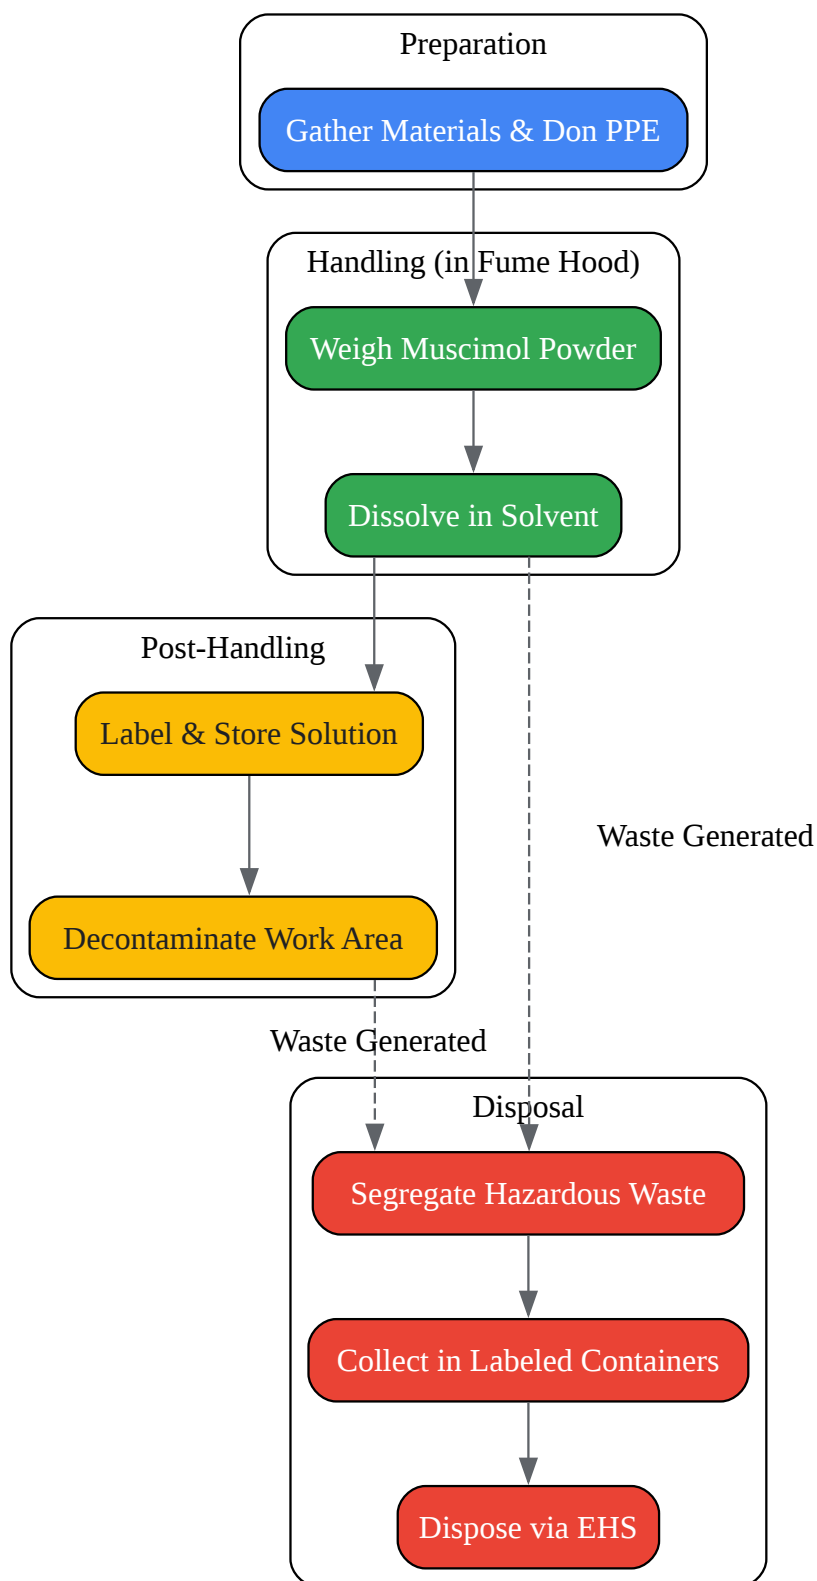 Preparation
Gather Materials & Don PPE
Handling (in Fume Hood)
Weigh Muscimol Powder
Dissolve in Solvent
Post-Handling
Label & Store Solution
Waste Generated
Decontaminate Work Area
Waste Generated
Disposal
Segregate Hazardous Waste
Collect in Labeled Containers
Dispose via EHS